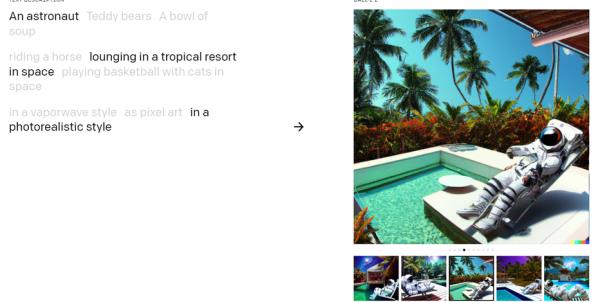 TEXT DESCRIPTION
An astronaut Teddy bears A bowl of
soup
riding a horse lounging in a tropical resort
in space playing basketball with cats in
space
in a vaporwave style as pixel art in a
photorealistic style
DALL·E 2